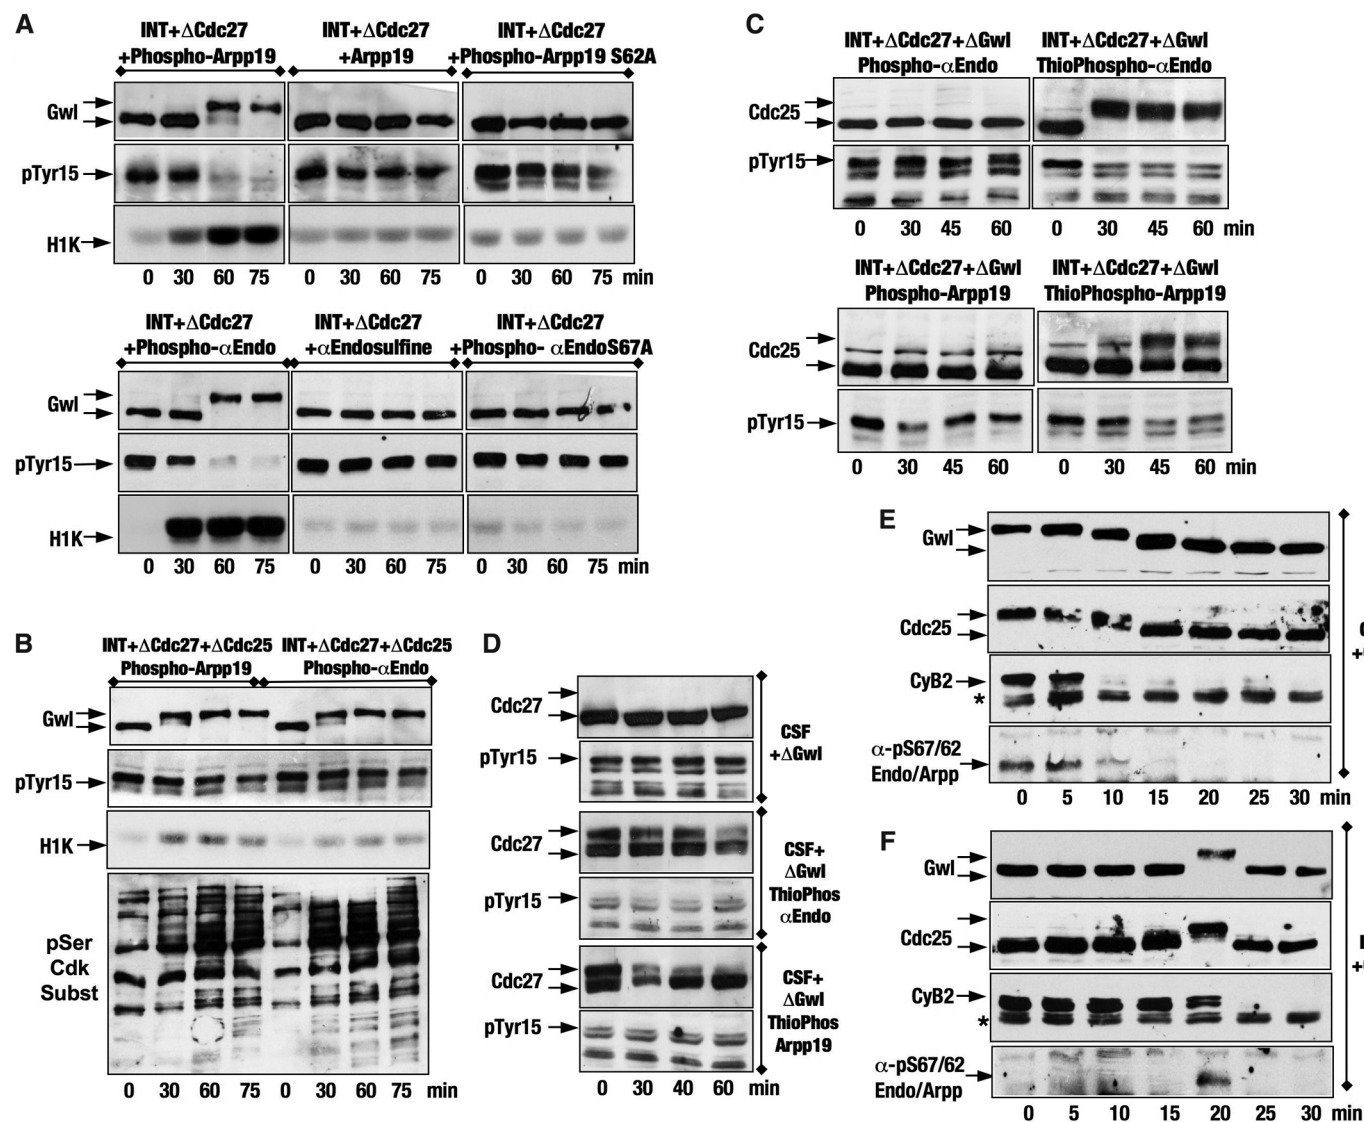 A
INT+ΔCdc27
+Phospho-Arpp19
INT+ΔCdc27
+Arpp19
INT+ΔCdc27
+Phospho-Arpp19 S62A
Gwl
pTyr15
H1K
0 30 60 75 0 30 60 75 0 30 60 75 min
INT+ΔCdc27
+Phospho-αEndo
INT+ΔCdc27
+αEndosulfine
INT+ΔCdc27
+Phospho- αEndoS67A
Gwl
pTyr15
H1K
0 30 60 75 0 30 60 75 0 30 60 75 min
B
INT+ΔCdc27+ΔCdc25
Phospho-Arpp19
INT+ΔCdc27+ΔCdc25
Phospho-αEndo
Gwl
pTyr15
H1K
pSer
Cdk
Subst
0 30 60 75 0 30 60 75 min
C
INT+ΔCdc27+ΔGwl
Phospho-αEndo
INT+ΔCdc27+ΔGwl
ThioPhospho-αEndo
Cdc25
pTyr15
0 30 45 60 0 30 45 60 min
INT+ΔCdc27+ΔGwl
Phospho-Arpp19
INT+ΔCdc27+ΔGwl
ThioPhospho-Arpp19
Cdc25
pTyr15
0 30 45 60 0 30 45 60 min
D
Cdc27
pTyr15
CSF
+ΔGwl
Cdc27
pTyr15
CSF+
ΔGwl
ThioPhos
αEndo
Cdc27
pTyr15
CSF+
ΔGwl
ThioPhos
Arpp19
0 30 40 60 min
E
Gwl
Cdc25
CyB2
*
α-pS67/62
Endo/Arpp
0 5 10 15 20 25 30 min
F
Gwl
Cdc25
CyB2
*
α-pS67/62
Endo/Arpp
0 5 10 15 20 25 30 min